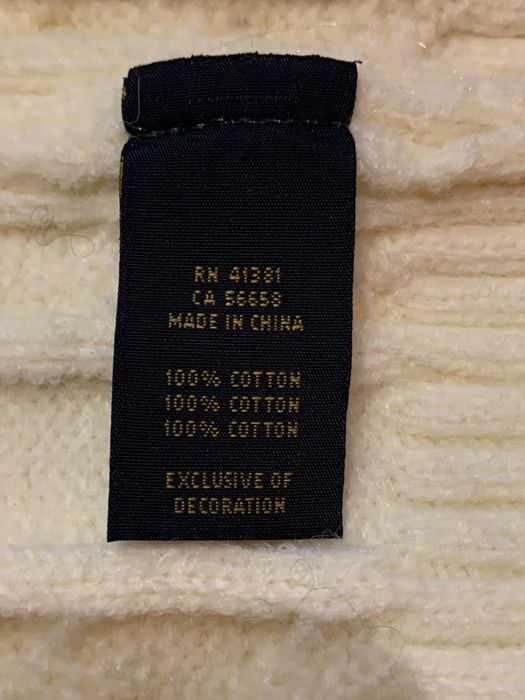 RN 41381
CA 56658
MADE IN CHINA
100% COTTON
100% COTTON
100% COTTON
EXCLUSIVE OF
DECORATION